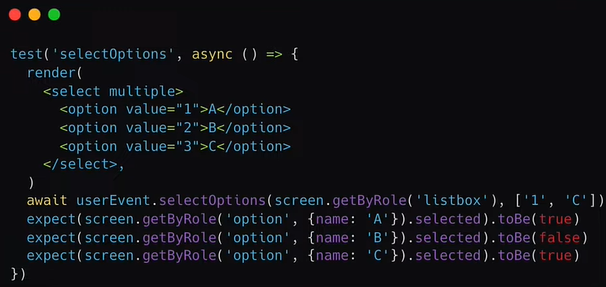 test('selectOptions', async () => {
  render(
    <select multiple>
      <option value="1">A</option>
      <option value="2">B</option>
      <option value="3">C</option>
    </select>,
  )
  await userEvent.selectOptions(screen.getByRole('listbox'), ['1', 'C'])
  expect(screen.getByRole('option', {name: 'A'}).selected).toBe(true)
  expect(screen.getByRole('option', {name: 'B'}).selected).toBe(false)
  expect(screen.getByRole('option', {name: 'C'}).selected).toBe(true)
})